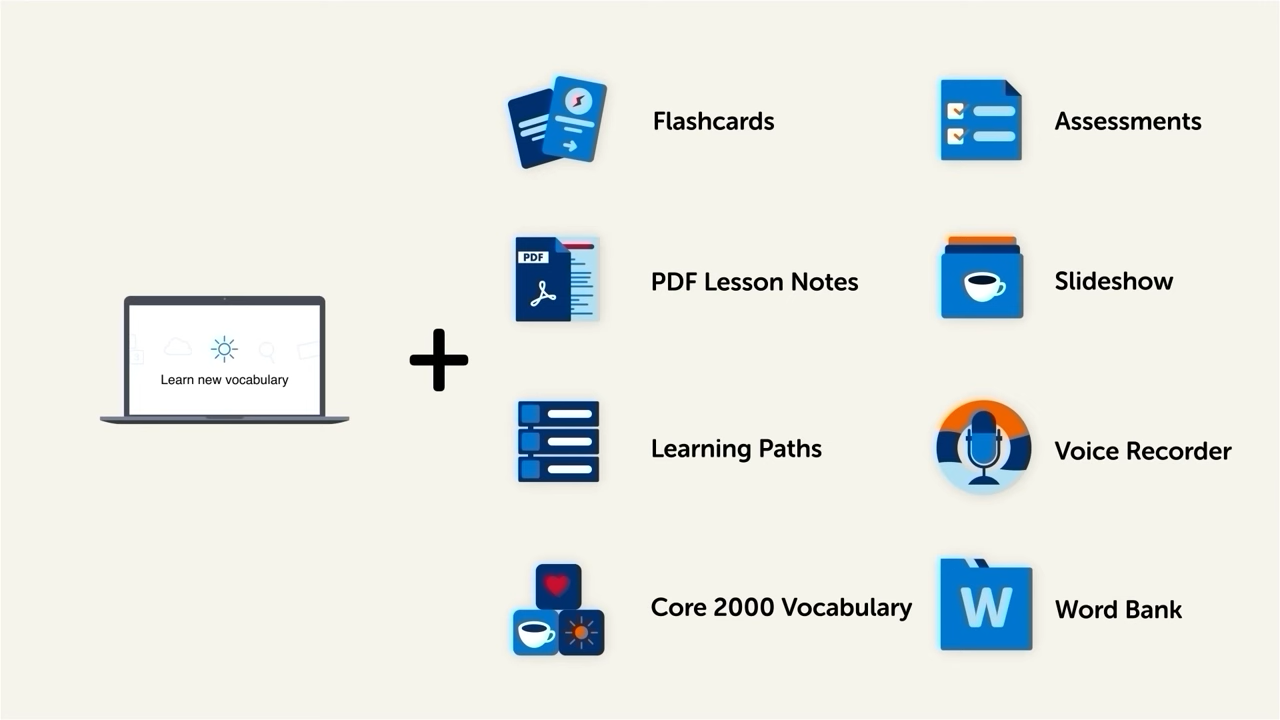 Flashcards
Assessments
PDF
PDF Lesson Notes
Slideshow
Learn new vocabulary
Learning Paths
Voice Recorder
Core 2000 Vocabulary
W
Word Bank